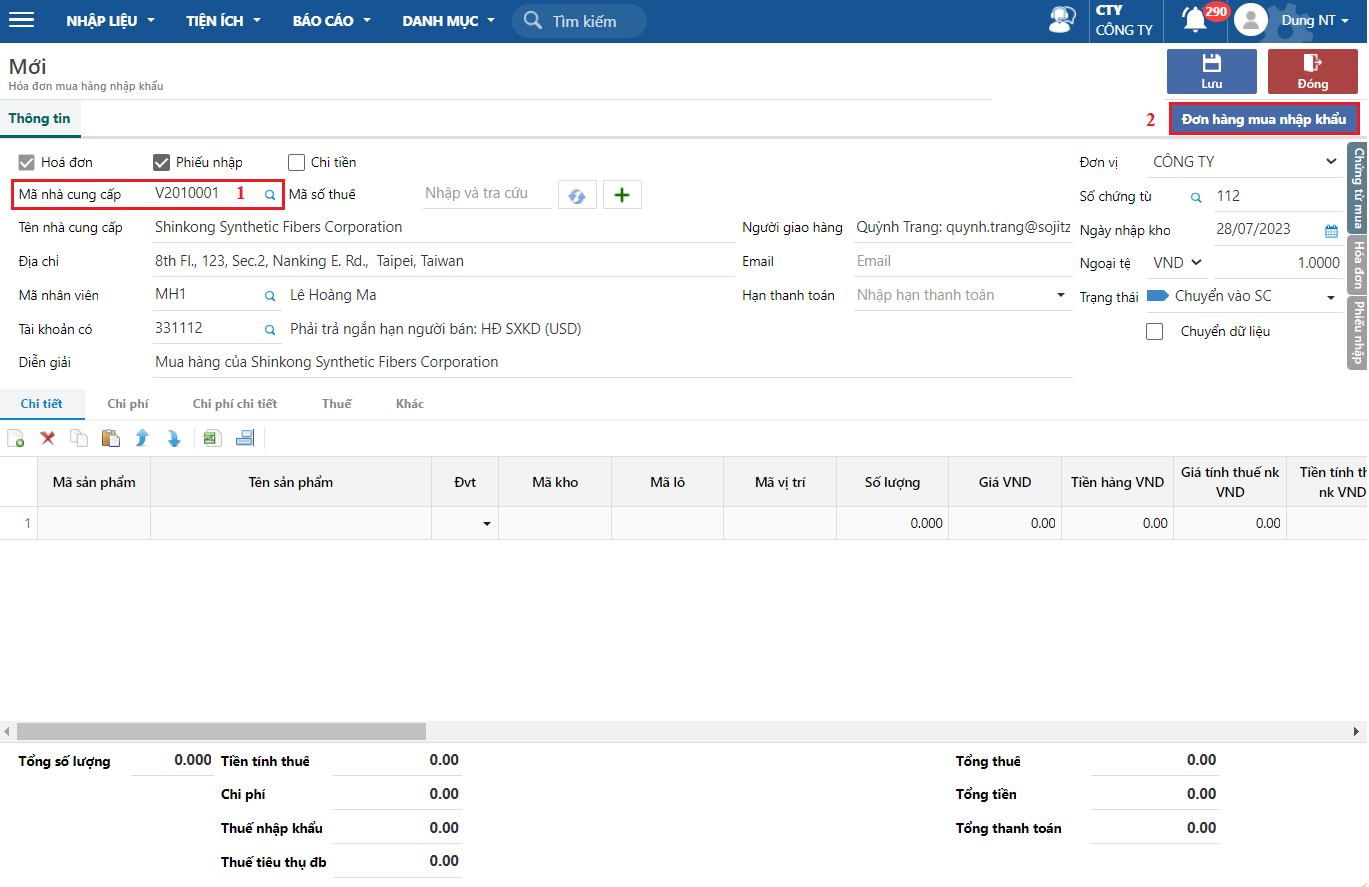 NHẬP LIỆU TIỆN ÍCH BÁO CÁO DANH MỤC Tìm kiếm CTY CÔNG TY 290 Dung NT
Mới
Hóa đơn mua hàng nhập khẩu
Lưu Đóng
Thông tin 2 Đơn hàng mua nhập khẩu
Hoá đơn Phiếu nhập Chi tiền Đơn vị CÔNG TY
Mã nhà cung cấp V2010001 1 Mã số thuế Nhập và tra cứu Số chứng từ 112
Tên nhà cung cấp Shinkong Synthetic Fibers Corporation Người giao hàng Quỳnh Trang: quynh.trang@sojitz Ngày nhập kho 28/07/2023
Địa chỉ 8th Fl., 123, Sec.2, Nanking E. Rd., Taipei, Taiwan Email Email Ngoại tệ VND 1.0000
Mã nhân viên MH1 Lê Hoàng Ma Hạn thanh toán Nhập hạn thanh toán Trạng thái Chuyển vào SC
Tài khoản có 331112 Phải trả ngắn hạn người bán: HĐ SXKD (USD) Chuyển dữ liệu
Diễn giải Mua hàng của Shinkong Synthetic Fibers Corporation
Chứng từ mua
Hóa đơn
Phiếu nhập
Chi tiết Chi phí Chi phí chi tiết Thuế Khác
Mã sản phẩm Tên sản phẩm Đvt Mã kho Mã lô Mã vị trí Số lượng Giá VND Tiền hàng VND Giá tính thuế nk VND Tiền tính th nk VND
1 0.000 0.00 0.00 0.00
Tổng số lượng 0.000 Tiền tính thuế 0.00 Tổng thuế 0.00
Chi phí 0.00 Tổng tiền 0.00
Thuế nhập khẩu 0.00 Tổng thanh toán 0.00
Thuế tiêu thụ đb 0.00